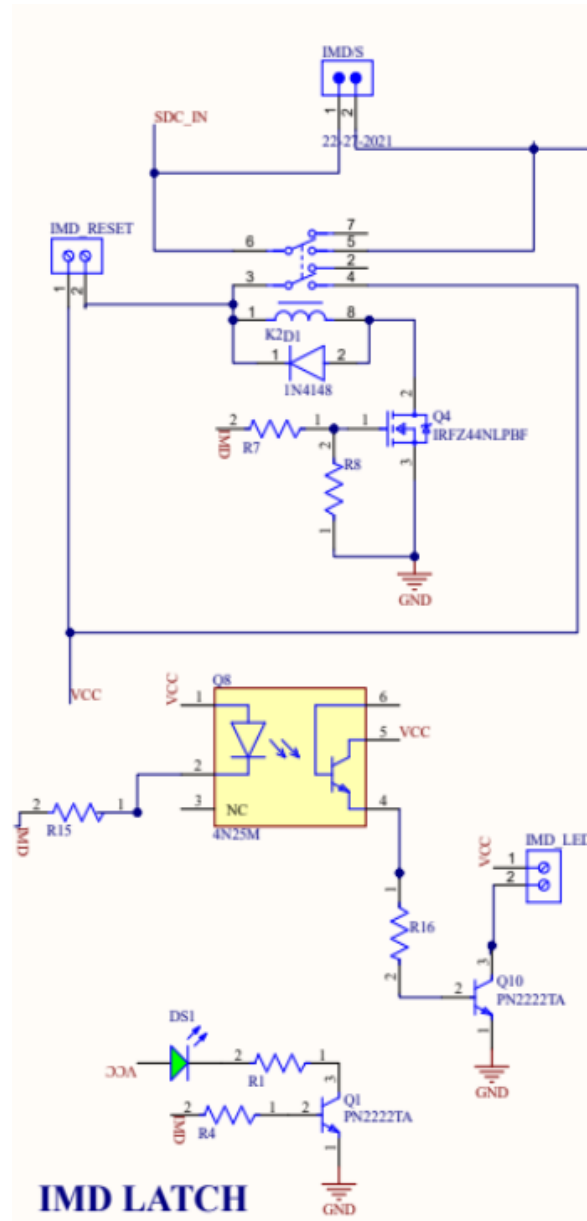 IMD/S
1 2
SDC_IN
22-27-2021
IMD_RESET
1 2
7
6 5
2
3 4
1 8
K2D1
1 2
1N4148
2
Q4
IRFZ44NLPBF
IMD 2 1 1
R7
2
R8
3
1
GND
VCC
Q8
VCC 1 6
5 VCC
2
3 NC 4
4N25M
IMD 2 1
R15
IMD_LED
VCC 1
2
1
R16
2
3
2 Q10
PN2222TA
1
GND
DS1
VCC 2 1
R1
3
Q1
IMD 2 1 2 PN2222TA
R4
1
GND
IMD LATCH